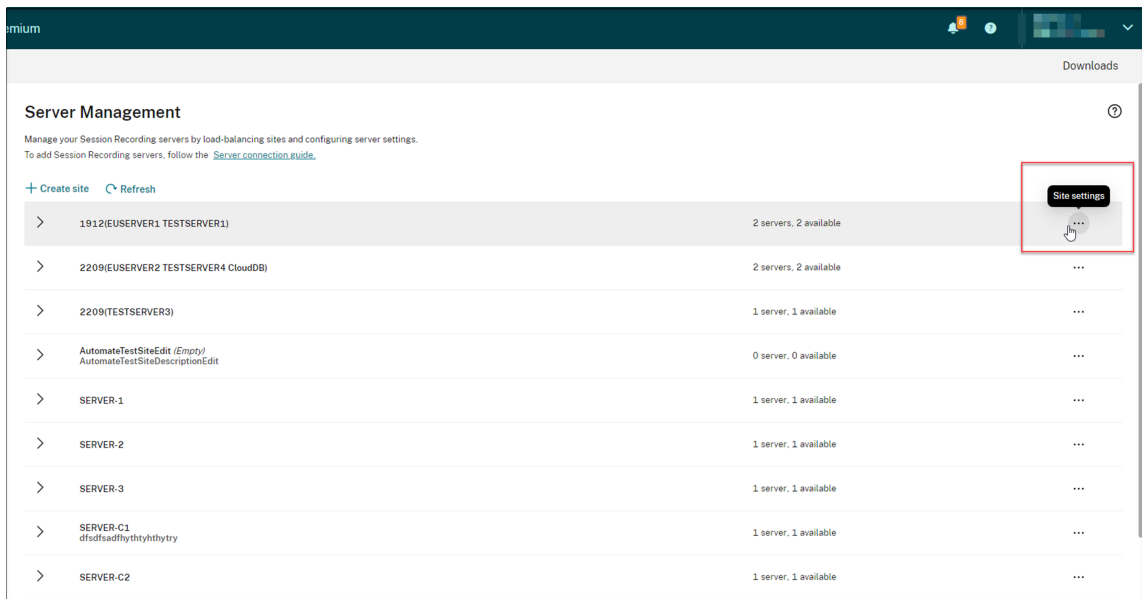 emium
8
?
Downloads
Server Management
?
Manage your Session Recording servers by load-balancing sites and configuring server settings.
To add Session Recording servers, follow the Server connection guide.
+ Create site Refresh
Site settings
1912(EUSERVER1 TESTSERVER1) 2 servers, 2 available ...
2209(EUSERVER2 TESTSERVER4 CloudDB) 2 servers, 2 available ...
2209(TESTSERVER3) 1 server, 1 available ...
AutomateTestSiteEdit (Empty) 0 server, 0 available ...
AutomateTestSiteDescriptionEdit
SERVER-1 1 server, 1 available ...
SERVER-2 1 server, 1 available ...
SERVER-3 1 server, 1 available ...
SERVER-C1 1 server, 1 available ...
dfsdfsadfhythtyhthytry
SERVER-C2 1 server, 1 available ...